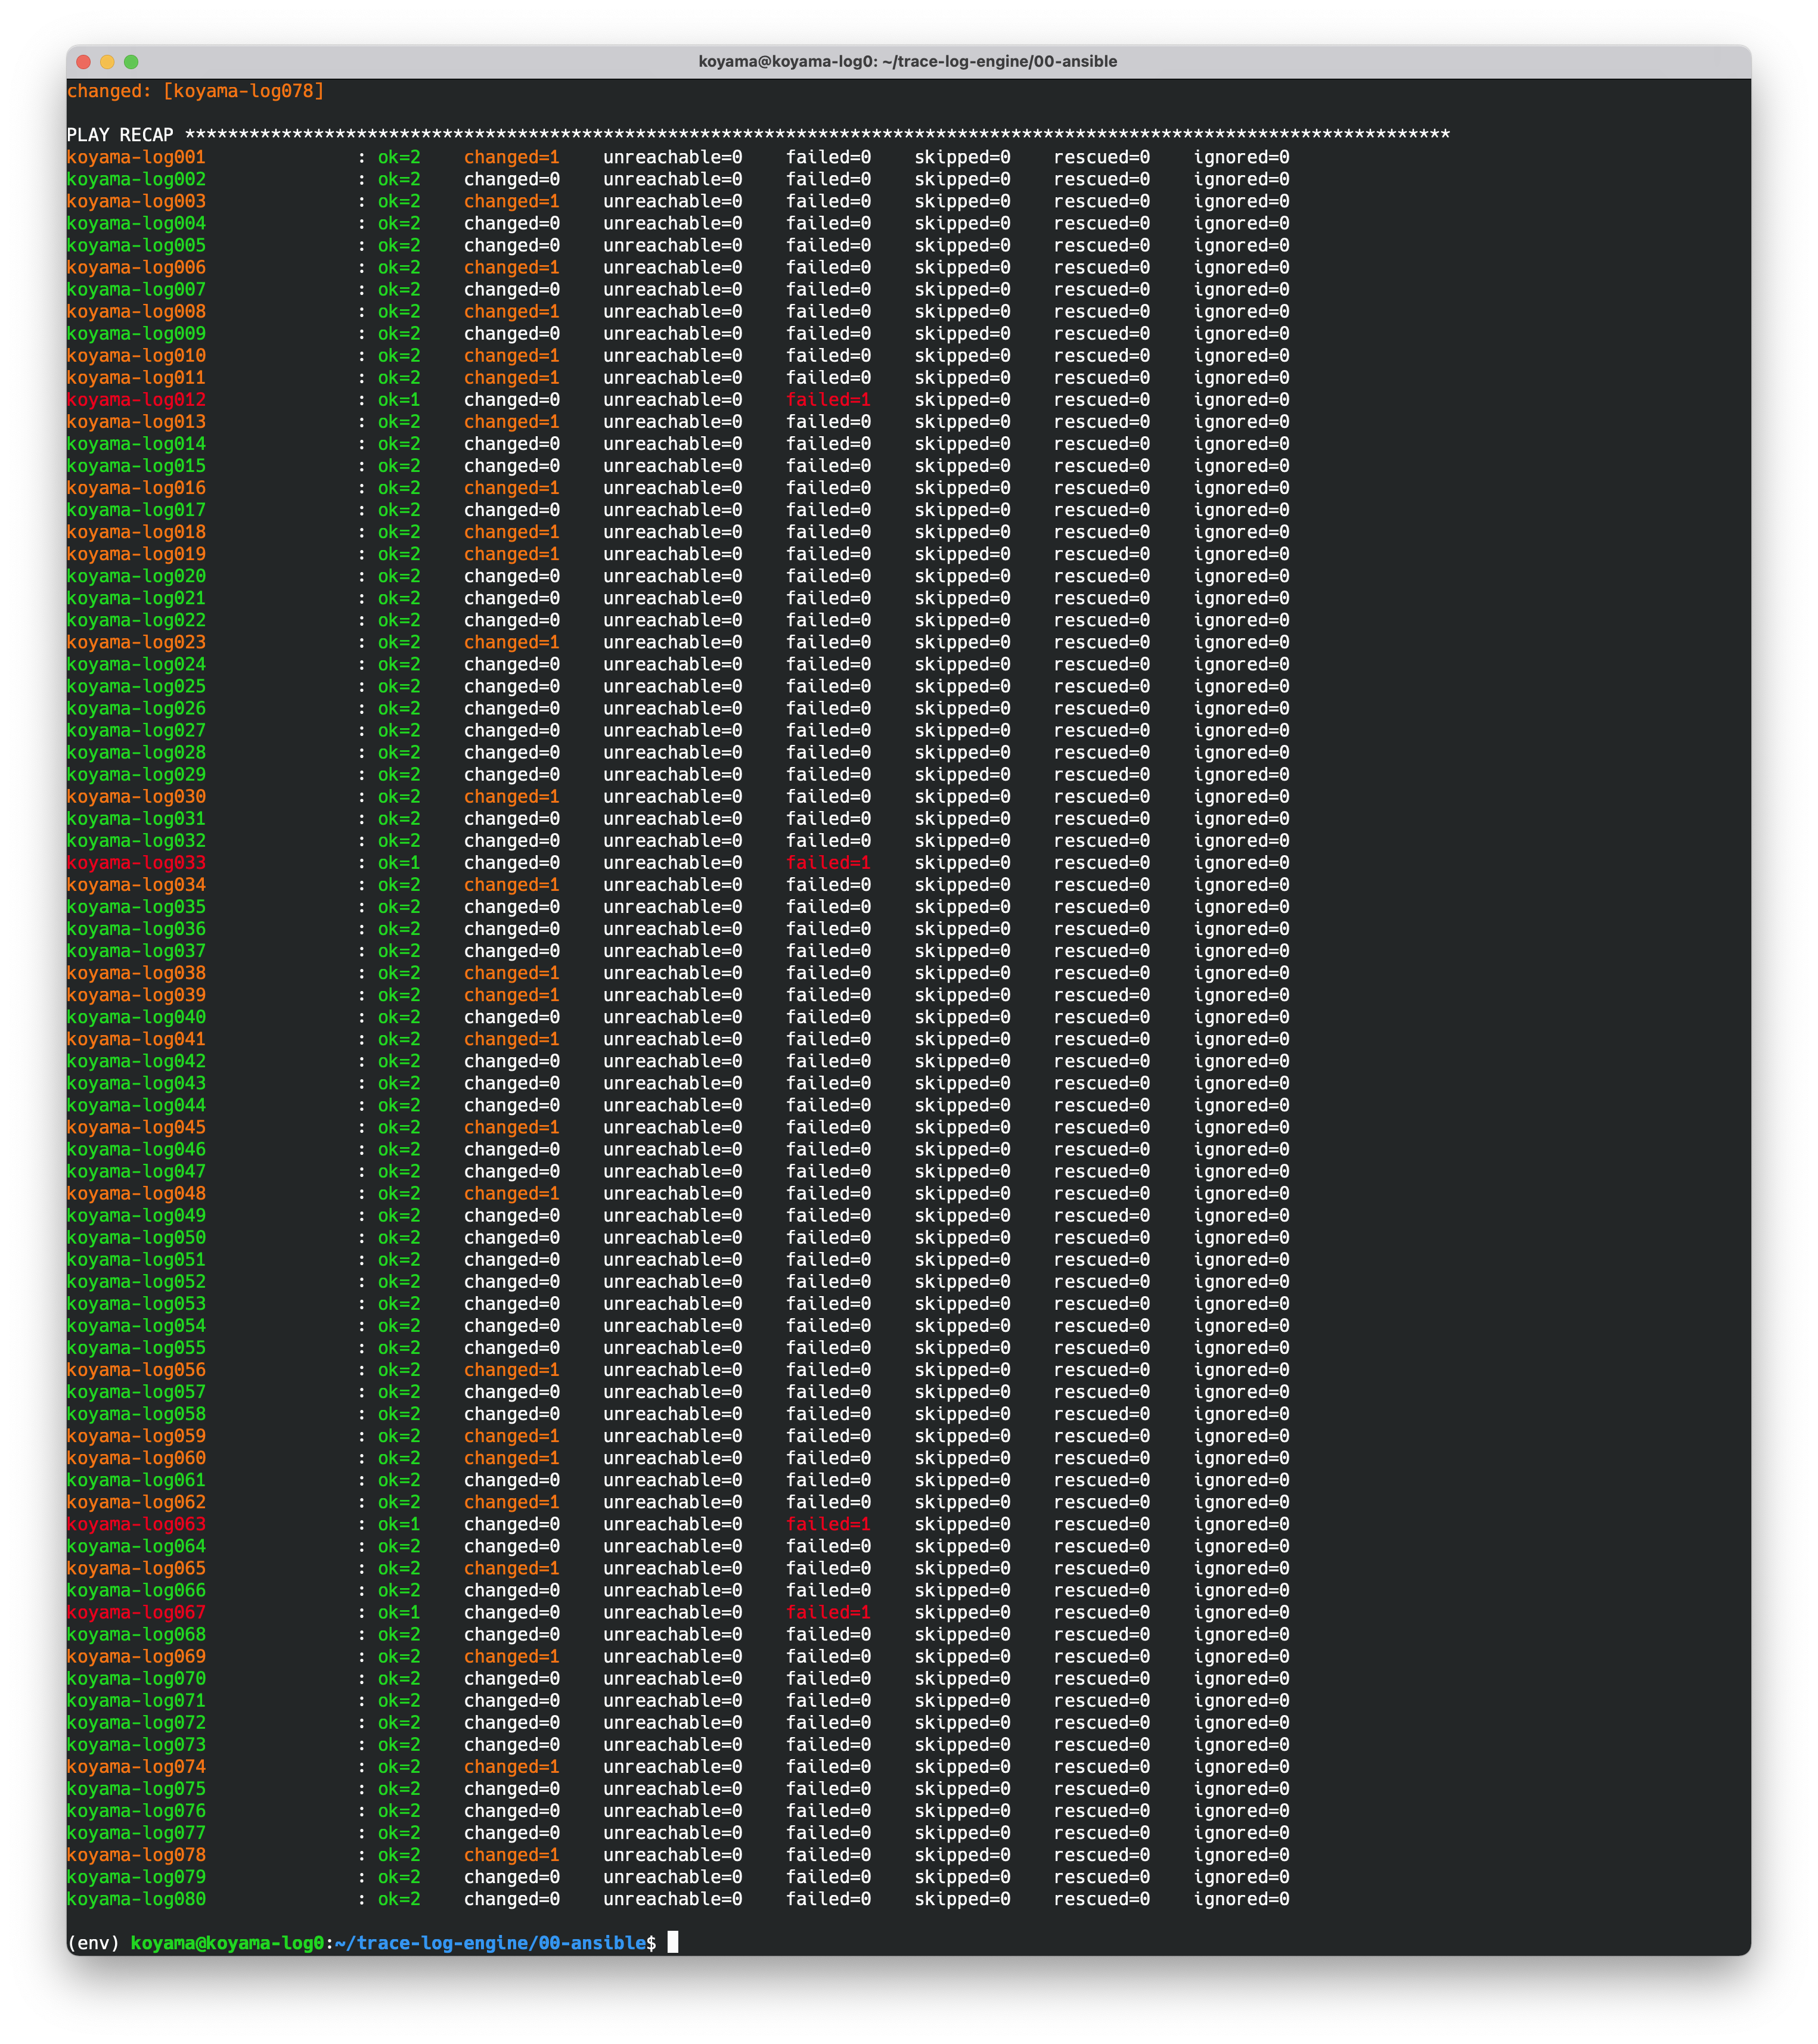 koyama@koyama-log0: ~/trace-log-engine/00-ansible
changed: [koyama-log078]
PLAY RECAP **********************************************************************************************************************
koyama-log001 : ok=2 changed=1 unreachable=0 failed=0 skipped=0 rescued=0 ignored=0
koyama-log002 : ok=2 changed=0 unreachable=0 failed=0 skipped=0 rescued=0 ignored=0
koyama-log003 : ok=2 changed=1 unreachable=0 failed=0 skipped=0 rescued=0 ignored=0
koyama-log004 : ok=2 changed=0 unreachable=0 failed=0 skipped=0 rescued=0 ignored=0
koyama-log005 : ok=2 changed=0 unreachable=0 failed=0 skipped=0 rescued=0 ignored=0
koyama-log006 : ok=2 changed=1 unreachable=0 failed=0 skipped=0 rescued=0 ignored=0
koyama-log007 : ok=2 changed=0 unreachable=0 failed=0 skipped=0 rescued=0 ignored=0
koyama-log008 : ok=2 changed=1 unreachable=0 failed=0 skipped=0 rescued=0 ignored=0
koyama-log009 : ok=2 changed=0 unreachable=0 failed=0 skipped=0 rescued=0 ignored=0
koyama-log010 : ok=2 changed=1 unreachable=0 failed=0 skipped=0 rescued=0 ignored=0
koyama-log011 : ok=2 changed=1 unreachable=0 failed=0 skipped=0 rescued=0 ignored=0
koyama-log012 : ok=1 changed=0 unreachable=0 failed=1 skipped=0 rescued=0 ignored=0
koyama-log013 : ok=2 changed=1 unreachable=0 failed=0 skipped=0 rescued=0 ignored=0
koyama-log014 : ok=2 changed=0 unreachable=0 failed=0 skipped=0 rescued=0 ignored=0
koyama-log015 : ok=2 changed=0 unreachable=0 failed=0 skipped=0 rescued=0 ignored=0
koyama-log016 : ok=2 changed=1 unreachable=0 failed=0 skipped=0 rescued=0 ignored=0
koyama-log017 : ok=2 changed=0 unreachable=0 failed=0 skipped=0 rescued=0 ignored=0
koyama-log018 : ok=2 changed=1 unreachable=0 failed=0 skipped=0 rescued=0 ignored=0
koyama-log019 : ok=2 changed=1 unreachable=0 failed=0 skipped=0 rescued=0 ignored=0
koyama-log020 : ok=2 changed=0 unreachable=0 failed=0 skipped=0 rescued=0 ignored=0
koyama-log021 : ok=2 changed=0 unreachable=0 failed=0 skipped=0 rescued=0 ignored=0
koyama-log022 : ok=2 changed=0 unreachable=0 failed=0 skipped=0 rescued=0 ignored=0
koyama-log023 : ok=2 changed=1 unreachable=0 failed=0 skipped=0 rescued=0 ignored=0
koyama-log024 : ok=2 changed=0 unreachable=0 failed=0 skipped=0 rescued=0 ignored=0
koyama-log025 : ok=2 changed=0 unreachable=0 failed=0 skipped=0 rescued=0 ignored=0
koyama-log026 : ok=2 changed=0 unreachable=0 failed=0 skipped=0 rescued=0 ignored=0
koyama-log027 : ok=2 changed=0 unreachable=0 failed=0 skipped=0 rescued=0 ignored=0
koyama-log028 : ok=2 changed=0 unreachable=0 failed=0 skipped=0 rescued=0 ignored=0
koyama-log029 : ok=2 changed=0 unreachable=0 failed=0 skipped=0 rescued=0 ignored=0
koyama-log030 : ok=2 changed=1 unreachable=0 failed=0 skipped=0 rescued=0 ignored=0
koyama-log031 : ok=2 changed=0 unreachable=0 failed=0 skipped=0 rescued=0 ignored=0
koyama-log032 : ok=2 changed=0 unreachable=0 failed=0 skipped=0 rescued=0 ignored=0
koyama-log033 : ok=1 changed=0 unreachable=0 failed=1 skipped=0 rescued=0 ignored=0
koyama-log034 : ok=2 changed=1 unreachable=0 failed=0 skipped=0 rescued=0 ignored=0
koyama-log035 : ok=2 changed=0 unreachable=0 failed=0 skipped=0 rescued=0 ignored=0
koyama-log036 : ok=2 changed=0 unreachable=0 failed=0 skipped=0 rescued=0 ignored=0
koyama-log037 : ok=2 changed=0 unreachable=0 failed=0 skipped=0 rescued=0 ignored=0
koyama-log038 : ok=2 changed=1 unreachable=0 failed=0 skipped=0 rescued=0 ignored=0
koyama-log039 : ok=2 changed=1 unreachable=0 failed=0 skipped=0 rescued=0 ignored=0
koyama-log040 : ok=2 changed=0 unreachable=0 failed=0 skipped=0 rescued=0 ignored=0
koyama-log041 : ok=2 changed=1 unreachable=0 failed=0 skipped=0 rescued=0 ignored=0
koyama-log042 : ok=2 changed=0 unreachable=0 failed=0 skipped=0 rescued=0 ignored=0
koyama-log043 : ok=2 changed=0 unreachable=0 failed=0 skipped=0 rescued=0 ignored=0
koyama-log044 : ok=2 changed=0 unreachable=0 failed=0 skipped=0 rescued=0 ignored=0
koyama-log045 : ok=2 changed=1 unreachable=0 failed=0 skipped=0 rescued=0 ignored=0
koyama-log046 : ok=2 changed=0 unreachable=0 failed=0 skipped=0 rescued=0 ignored=0
koyama-log047 : ok=2 changed=0 unreachable=0 failed=0 skipped=0 rescued=0 ignored=0
koyama-log048 : ok=2 changed=1 unreachable=0 failed=0 skipped=0 rescued=0 ignored=0
koyama-log049 : ok=2 changed=0 unreachable=0 failed=0 skipped=0 rescued=0 ignored=0
koyama-log050 : ok=2 changed=0 unreachable=0 failed=0 skipped=0 rescued=0 ignored=0
koyama-log051 : ok=2 changed=0 unreachable=0 failed=0 skipped=0 rescued=0 ignored=0
koyama-log052 : ok=2 changed=0 unreachable=0 failed=0 skipped=0 rescued=0 ignored=0
koyama-log053 : ok=2 changed=0 unreachable=0 failed=0 skipped=0 rescued=0 ignored=0
koyama-log054 : ok=2 changed=0 unreachable=0 failed=0 skipped=0 rescued=0 ignored=0
koyama-log055 : ok=2 changed=0 unreachable=0 failed=0 skipped=0 rescued=0 ignored=0
koyama-log056 : ok=2 changed=1 unreachable=0 failed=0 skipped=0 rescued=0 ignored=0
koyama-log057 : ok=2 changed=0 unreachable=0 failed=0 skipped=0 rescued=0 ignored=0
koyama-log058 : ok=2 changed=0 unreachable=0 failed=0 skipped=0 rescued=0 ignored=0
koyama-log059 : ok=2 changed=1 unreachable=0 failed=0 skipped=0 rescued=0 ignored=0
koyama-log060 : ok=2 changed=1 unreachable=0 failed=0 skipped=0 rescued=0 ignored=0
koyama-log061 : ok=2 changed=0 unreachable=0 failed=0 skipped=0 rescued=0 ignored=0
koyama-log062 : ok=2 changed=1 unreachable=0 failed=0 skipped=0 rescued=0 ignored=0
koyama-log063 : ok=1 changed=0 unreachable=0 failed=1 skipped=0 rescued=0 ignored=0
koyama-log064 : ok=2 changed=0 unreachable=0 failed=0 skipped=0 rescued=0 ignored=0
koyama-log065 : ok=2 changed=1 unreachable=0 failed=0 skipped=0 rescued=0 ignored=0
koyama-log066 : ok=2 changed=0 unreachable=0 failed=0 skipped=0 rescued=0 ignored=0
koyama-log067 : ok=1 changed=0 unreachable=0 failed=1 skipped=0 rescued=0 ignored=0
koyama-log068 : ok=2 changed=0 unreachable=0 failed=0 skipped=0 rescued=0 ignored=0
koyama-log069 : ok=2 changed=1 unreachable=0 failed=0 skipped=0 rescued=0 ignored=0
koyama-log070 : ok=2 changed=0 unreachable=0 failed=0 skipped=0 rescued=0 ignored=0
koyama-log071 : ok=2 changed=0 unreachable=0 failed=0 skipped=0 rescued=0 ignored=0
koyama-log072 : ok=2 changed=0 unreachable=0 failed=0 skipped=0 rescued=0 ignored=0
koyama-log073 : ok=2 changed=0 unreachable=0 failed=0 skipped=0 rescued=0 ignored=0
koyama-log074 : ok=2 changed=1 unreachable=0 failed=0 skipped=0 rescued=0 ignored=0
koyama-log075 : ok=2 changed=0 unreachable=0 failed=0 skipped=0 rescued=0 ignored=0
koyama-log076 : ok=2 changed=0 unreachable=0 failed=0 skipped=0 rescued=0 ignored=0
koyama-log077 : ok=2 changed=0 unreachable=0 failed=0 skipped=0 rescued=0 ignored=0
koyama-log078 : ok=2 changed=1 unreachable=0 failed=0 skipped=0 rescued=0 ignored=0
koyama-log079 : ok=2 changed=0 unreachable=0 failed=0 skipped=0 rescued=0 ignored=0
koyama-log080 : ok=2 changed=0 unreachable=0 failed=0 skipped=0 rescued=0 ignored=0
(env) koyama@koyama-log0:~/trace-log-engine/00-ansible$